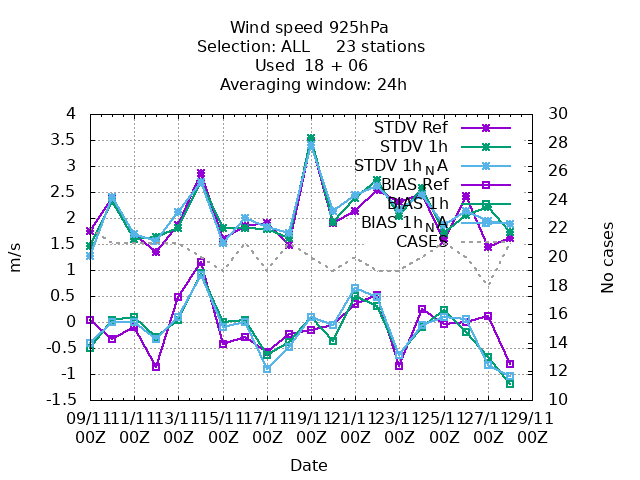 Wind speed 925hPa
Selection: ALL 23 stations
Used 18 + 06
Averaging window: 24h
4
3.5
3
2.5
2
1.5
1
0.5
0
-0.5
-1
-1.5
m/s
30
28
26
24
22
20
18
16
14
12
10
No cases
STDV Ref
STDV 1h
STDV 1hNA
BIAS Ref
BIAS 1h
BIAS 1hNA
CASES
09/11 11/11 13/11 15/11 17/11 19/11 21/11 23/11 25/11 27/11 29/11
00Z 00Z 00Z 00Z 00Z 00Z 00Z 00Z 00Z 00Z 00Z
Date